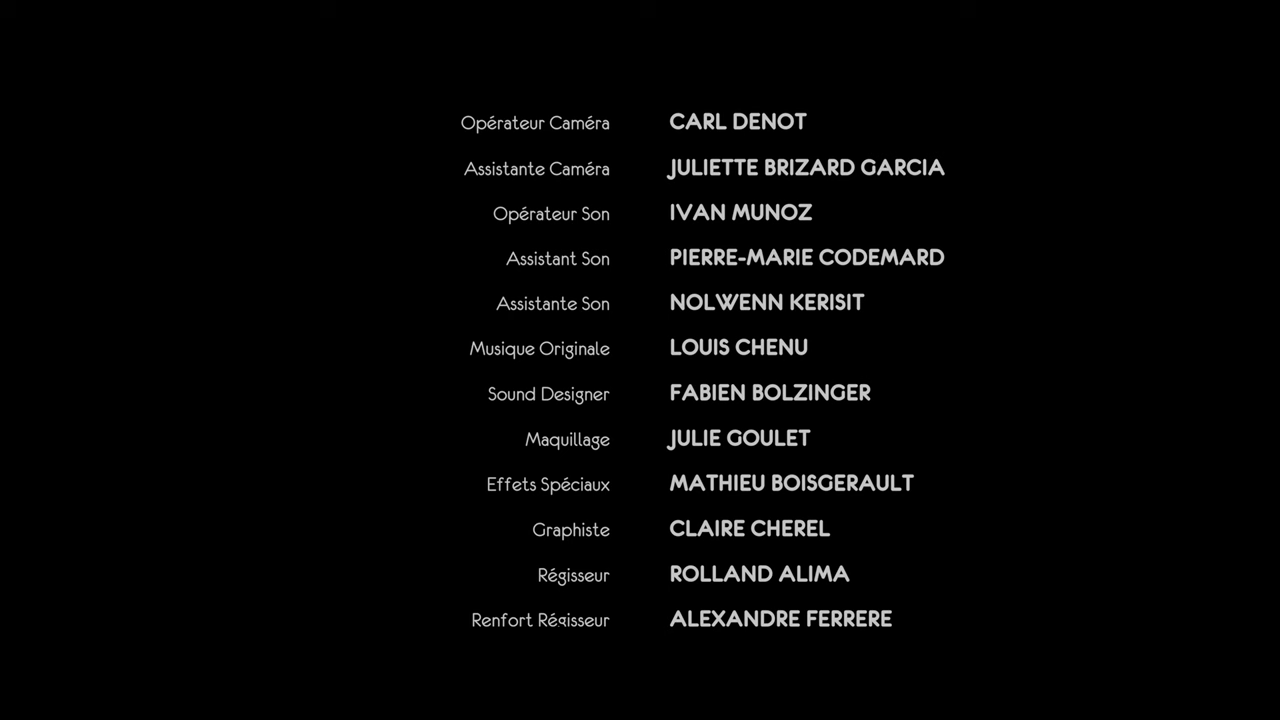 Opérateur Caméra CARL DENOT
Assistante Caméra JULIETTE BRIZARD GARCIA
Opérateur Son IVAN MUNOZ
Assistant Son PIERRE-MARIE CODEMARD
Assistante Son NOLWENN KERISIT
Musique Originale LOUIS CHENU
Sound Designer FABIEN BOLZINGER
Maquillage JULIE GOULET
Effets Spéciaux MATHIEU BOISGERAULT
Graphiste CLAIRE CHEREL
Régisseur ROLLAND ALIMA
Renfort Régisseur ALEXANDRE FERRERE